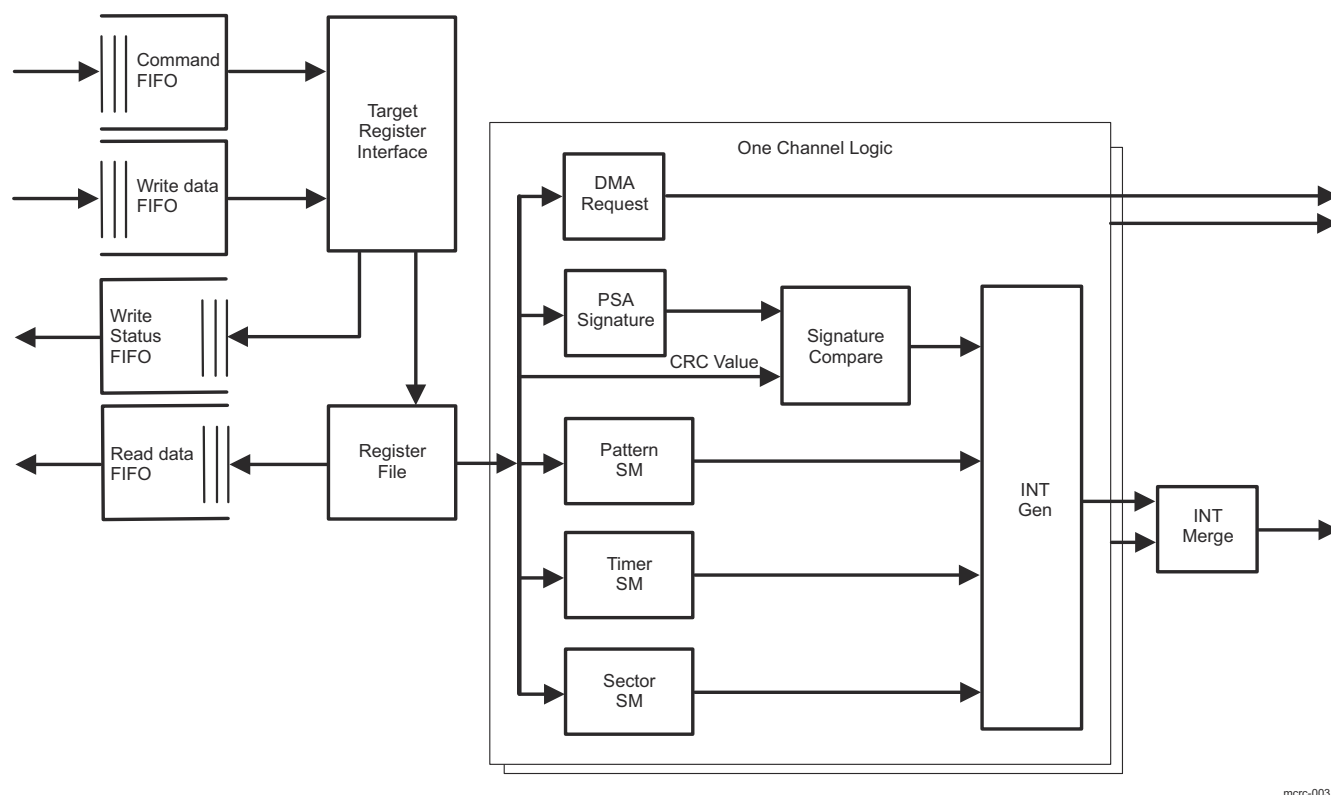 Command
FIFO
Target
Register
Interface
One Channel Logic
Write data
FIFO
DMA
Request
Write
Status
FIFO
PSA
Signature
Signature
Compare
CRC Value
Read data
FIFO
Register
File
Pattern
SM
INT
Gen
INT
Merge
Timer
SM
Sector
SM
mcrc-003